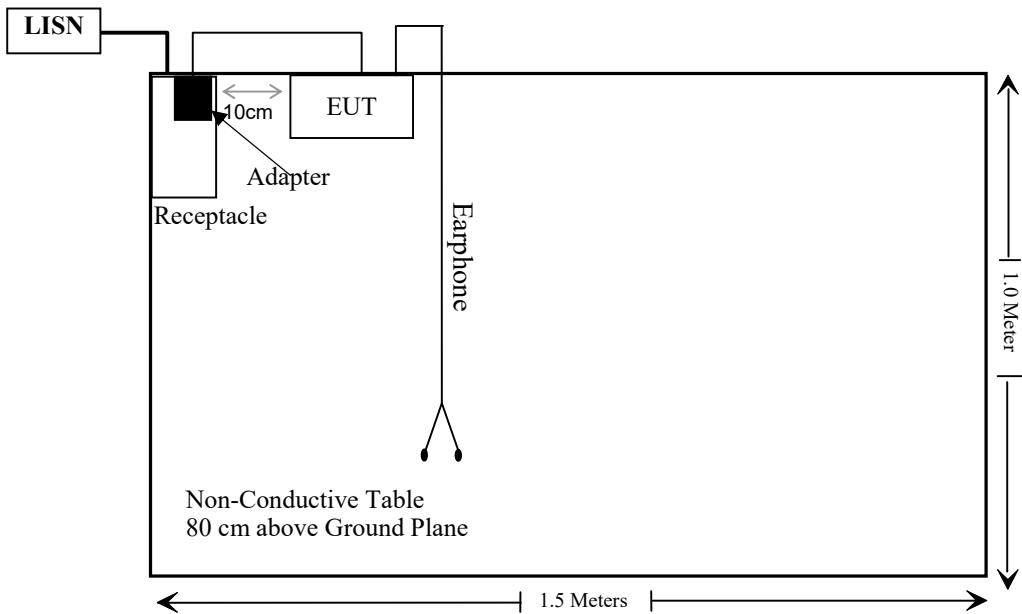 LISN
EUT
10cm
Adapter
Receptacle
Earphone
1.0 Meter
Non-Conductive Table
80 cm above Ground Plane
1.5 Meters